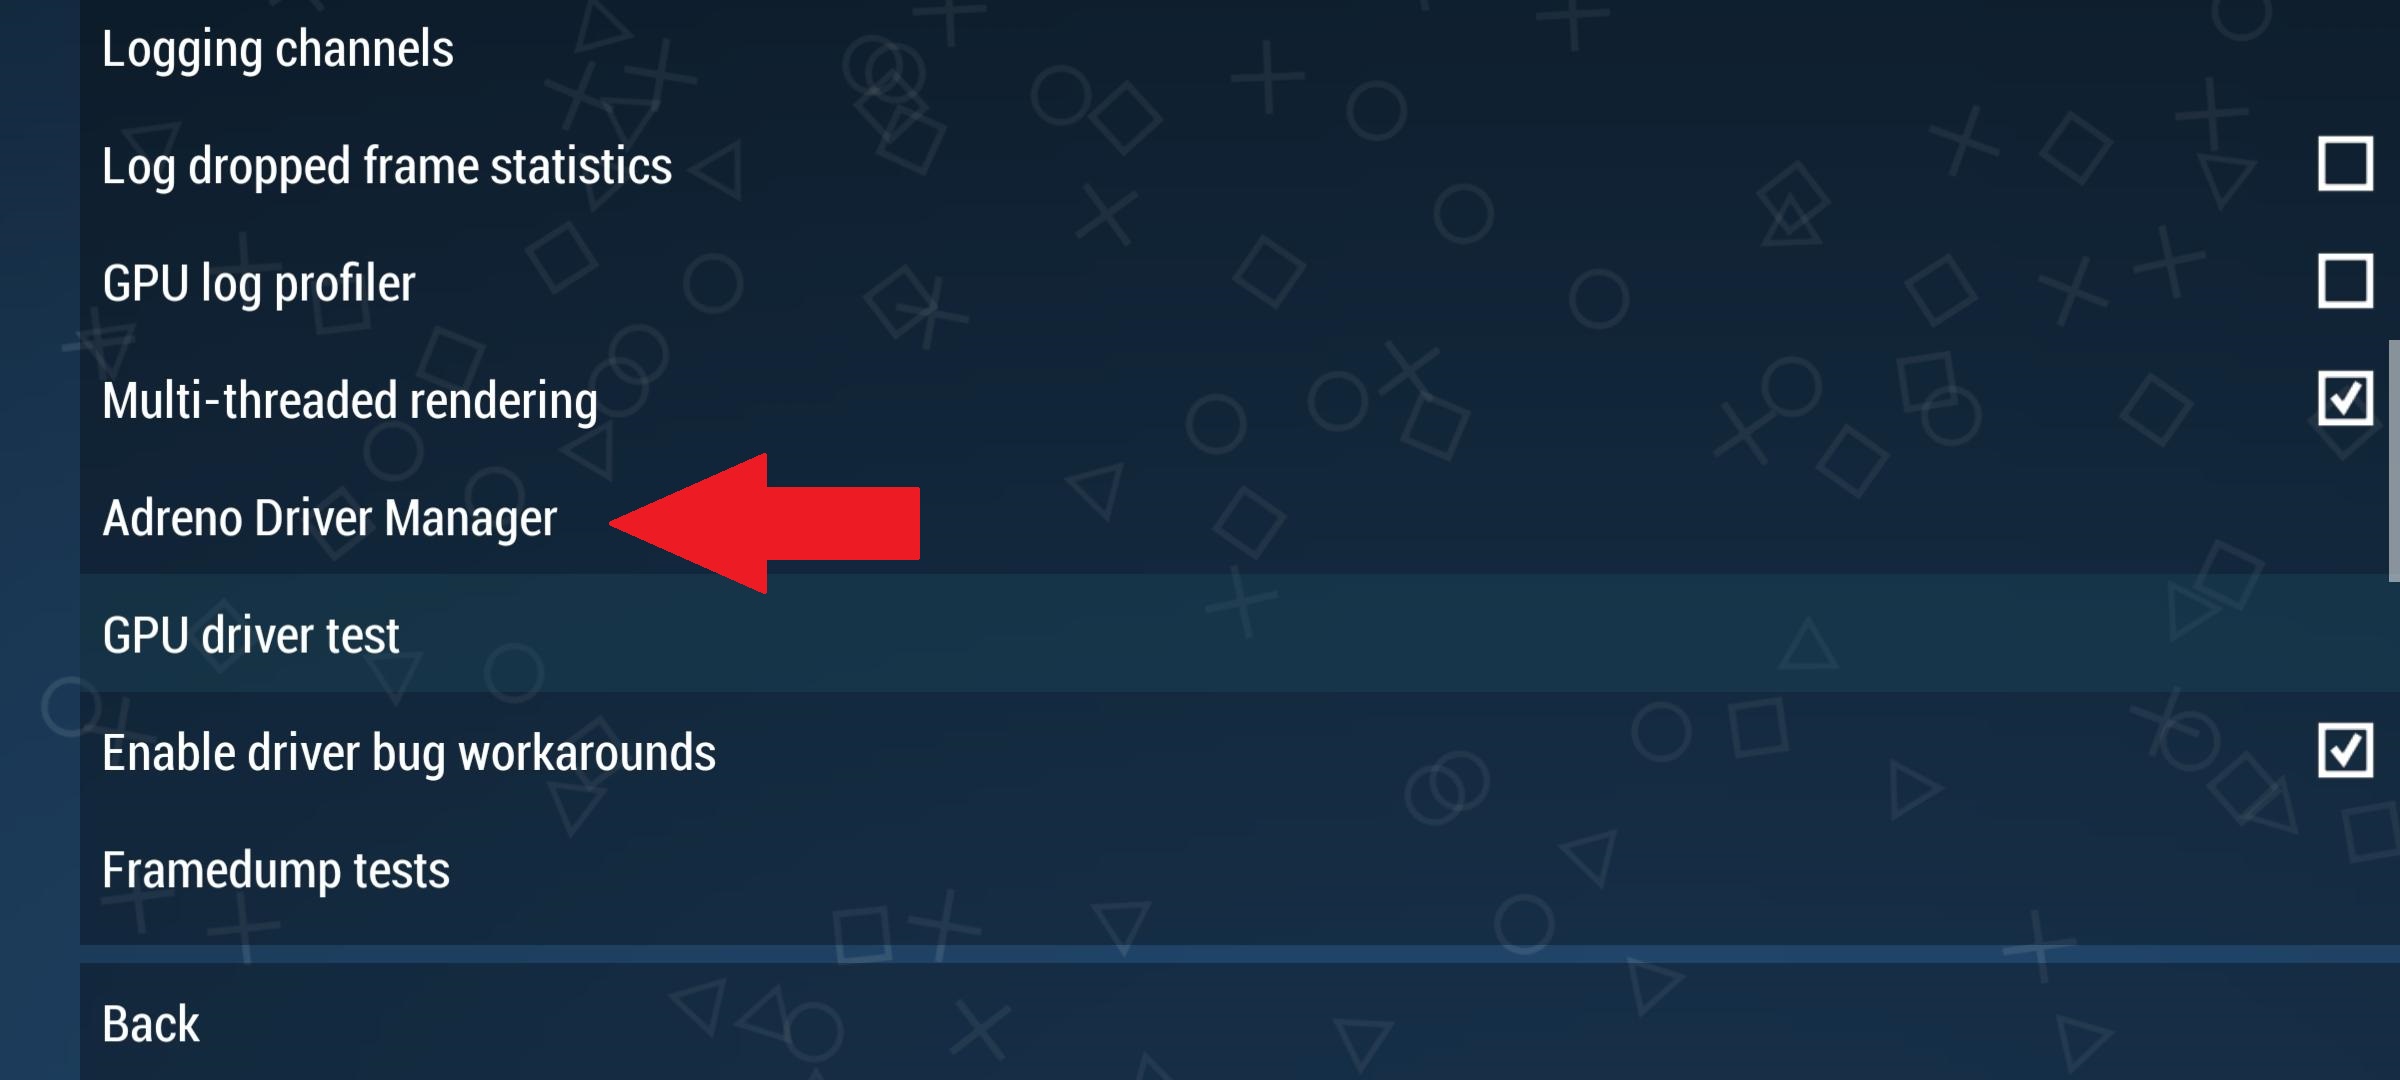 Logging channels
Log dropped frame statistics
GPU log profiler
Multi-threaded rendering
Adreno Driver Manager
GPU driver test
Enable driver bug workarounds
Framedump tests
Back